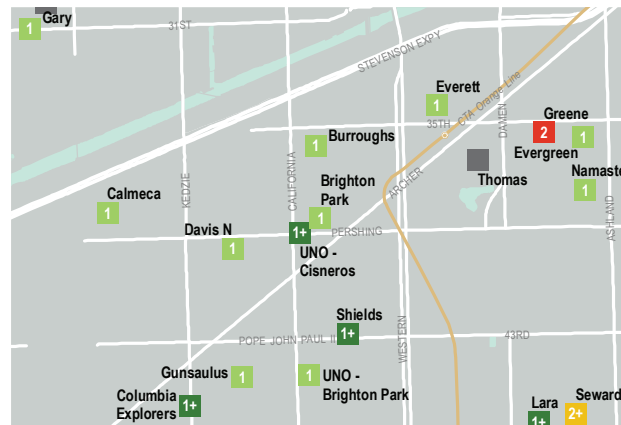 Gary
1
31ST
STEVENSON EXPY
Everett
1
CTA Orange Line
35TH
DAMEN
Greene
2
1
Evergreen
Burroughs
1
Thomas
Namaste
1
ARCHER
KEDZIE
CALIFORNIA
Calmeca
1
Brighton
Park
1
ASHLAND
Davis N
1
1+
PERSHING
UNO -
Cisneros
Shields
1+
POPE JOHN PAUL II
WESTERN
43RD
Gunsaulus
1
1
UNO -
Brighton Park
Columbia
Explorers
1+
Lara
1+
Seward
2+